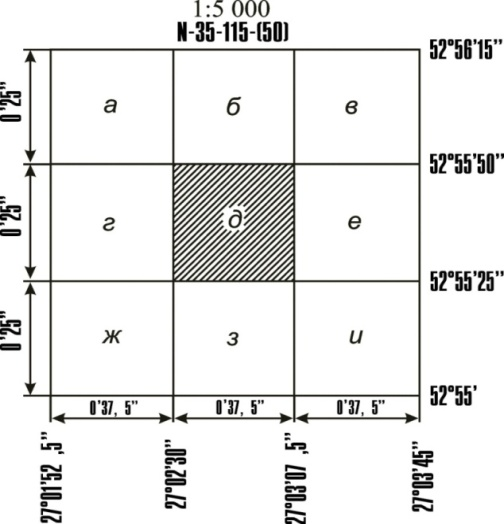 1:5 000
N-35-115-(50)
52°56'15"
0'25" а б в
52°55'50"
0'25" г д е
52°55'25"
0'25" ж з и
52°55'
0'37, 5" 0'37, 5" 0'37, 5"
27°01'52 ,5" 27°02'30" 27°03'07 ,5" 27°03'45"